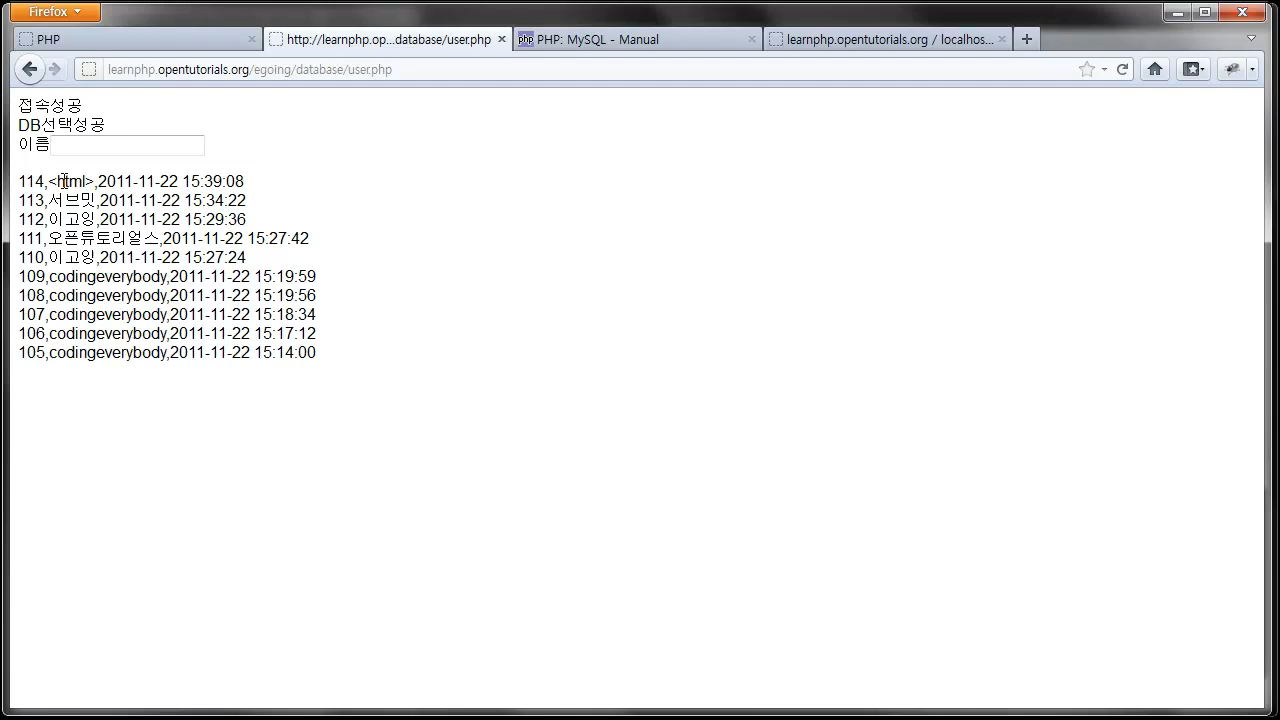 Firefox
PHP
http://learnphp.op...database/user.php
php PHP: MySQL - Manual
learnphp.opentutorials.org / localhos...
learnphp.opentutorials.org/egoing/database/user.php
접속성공
DB선택성공
이름
114,<html>,2011-11-22 15:39:08
113,서브밋,2011-11-22 15:34:22
112,이고잉,2011-11-22 15:29:36
111,오픈튜토리얼스,2011-11-22 15:27:42
110,이고잉,2011-11-22 15:27:24
109,codingeverybody,2011-11-22 15:19:59
108,codingeverybody,2011-11-22 15:19:56
107,codingeverybody,2011-11-22 15:18:34
106,codingeverybody,2011-11-22 15:17:12
105,codingeverybody,2011-11-22 15:14:00